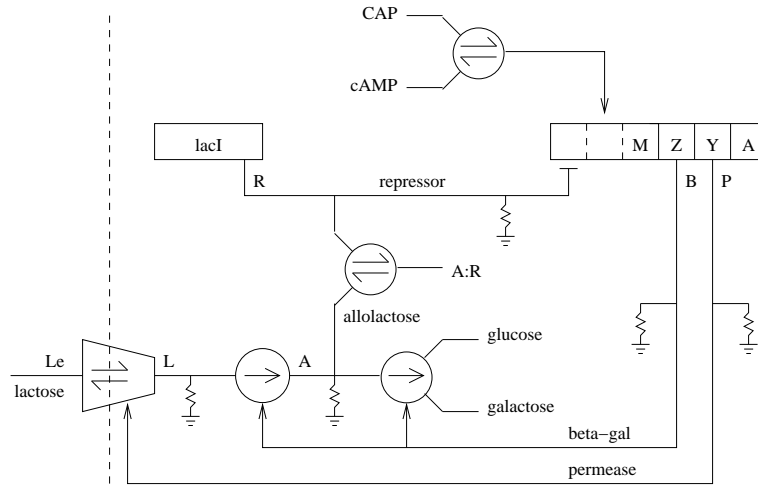 CAP
cAMP
lacI
M Z Y A
R
repressor
B P
A:R
allolactose
glucose
Le
L
A
lactose
galactose
beta-gal
permease